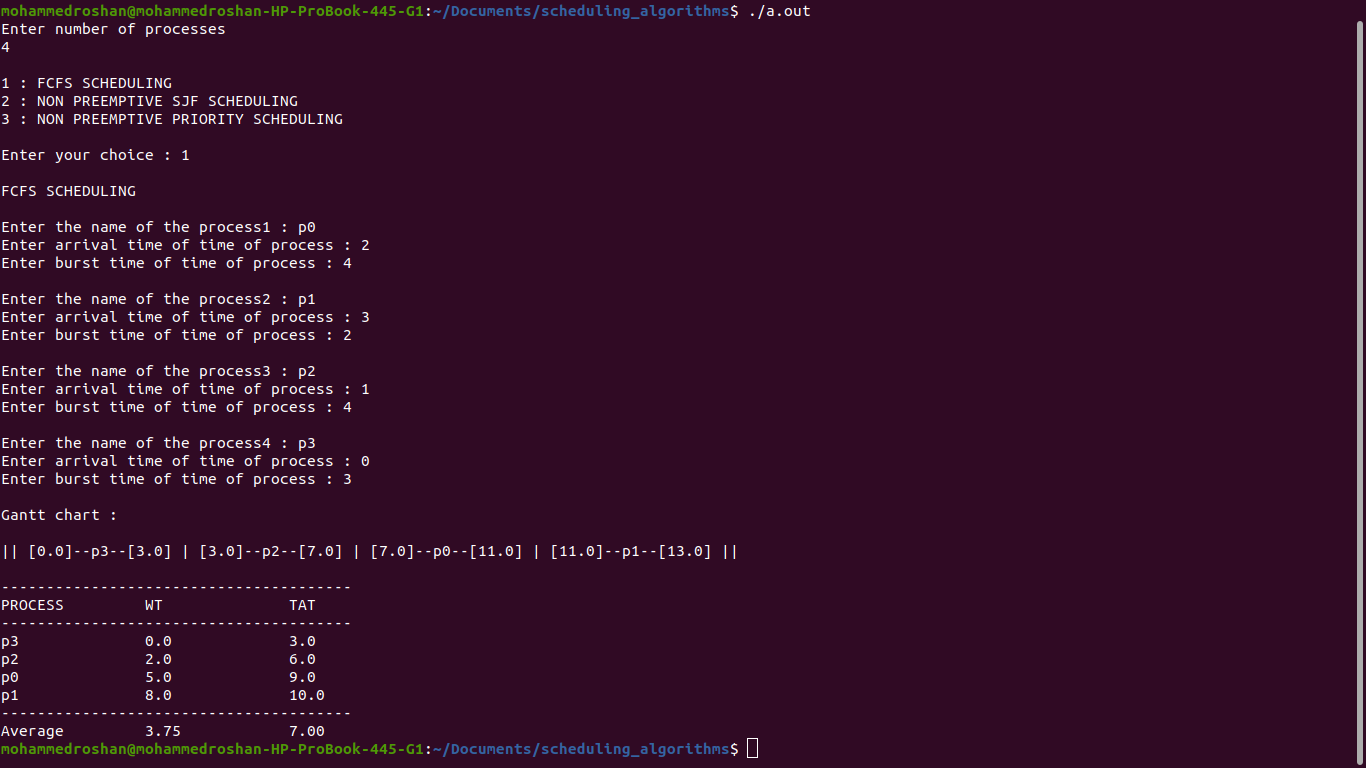 mohammedroshan@mohammedroshan-HP-ProBook-445-G1:~/Documents/scheduling_algorithms$ ./a.out
Enter number of processes
4
1 : FCFS SCHEDULING
2 : NON PREEMPTIVE SJF SCHEDULING
3 : NON PREEMPTIVE PRIORITY SCHEDULING
Enter your choice : 1
FCFS SCHEDULING
Enter the name of the process1 : p0
Enter arrival time of time of process : 2
Enter burst time of time of process : 4
Enter the name of the process2 : p1
Enter arrival time of time of process : 3
Enter burst time of time of process : 2
Enter the name of the process3 : p2
Enter arrival time of time of process : 1
Enter burst time of time of process : 4
Enter the name of the process4 : p3
Enter arrival time of time of process : 0
Enter burst time of time of process : 3
Gantt chart :
|| [0.0]--p3--[3.0] | [3.0]--p2--[7.0] | [7.0]--p0--[11.0] | [11.0]--p1--[13.0] ||
---------------------------------------
PROCESS         WT              TAT
---------------------------------------
p3              0.0             3.0
p2              2.0             6.0
p0              5.0             9.0
p1              8.0             10.0
---------------------------------------
Average         3.75            7.00
mohammedroshan@mohammedroshan-HP-ProBook-445-G1:~/Documents/scheduling_algorithms$